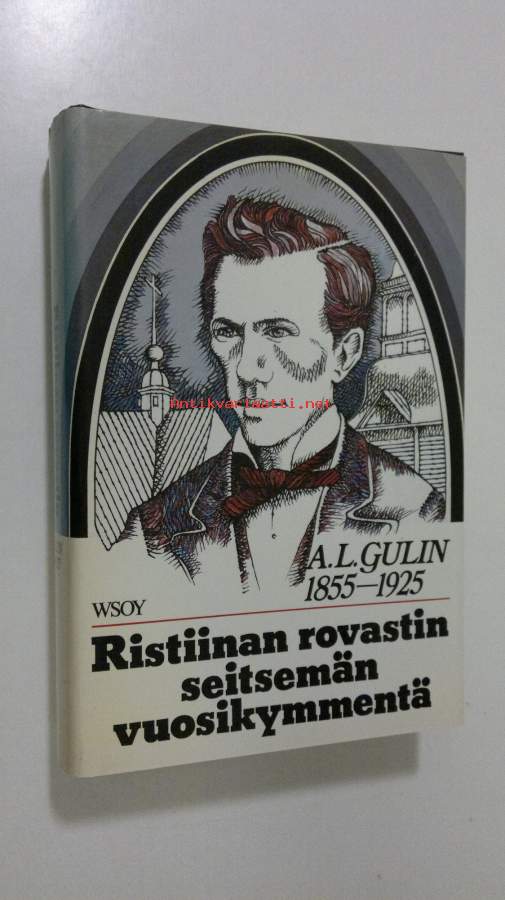 Antikvariaatti.net
A.L.GULIN
1855–1925
WSOY
Ristiinan rovastin
seitsemän
vuosikymmentä